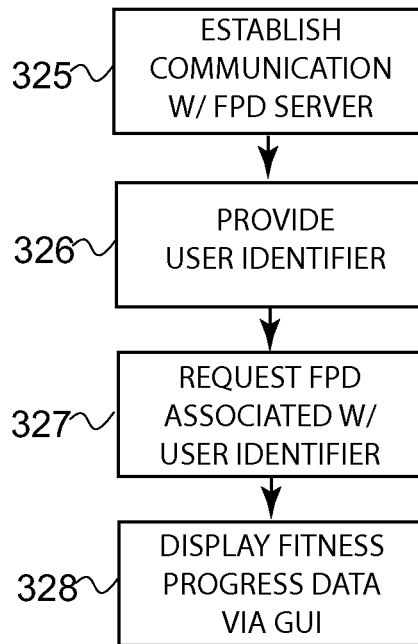 325
ESTABLISH
COMMUNICATION
W/ FPD SERVER
326
PROVIDE
USER IDENTIFIER
327
REQUEST FPD
ASSOCIATED W/
USER IDENTIFIER
328
DISPLAY FITNESS
PROGRESS DATA
VIA GUI